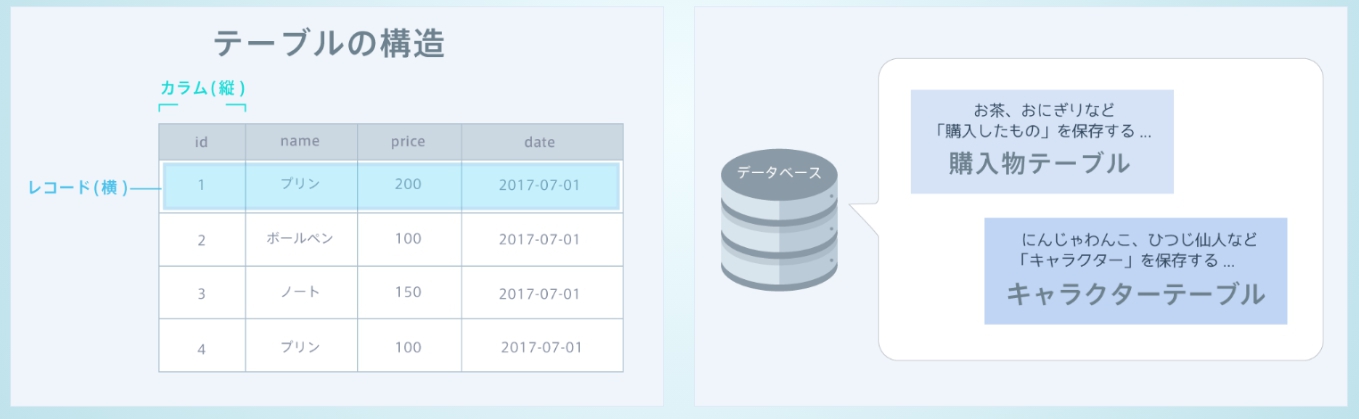 テーブルの構造
カラム(縦)
id name price date
レコード(横)
1 プリン 200 2017-07-01
2 ボールペン 100 2017-07-01
3 ノート 150 2017-07-01
4 プリン 100 2017-07-01
データベース
お茶、おにぎりなど
「購入したもの」を保存する...
購入物テーブル
にんじゃわんこ、ひつじ仙人など
「キャラクター」を保存する...
キャラクターテーブル